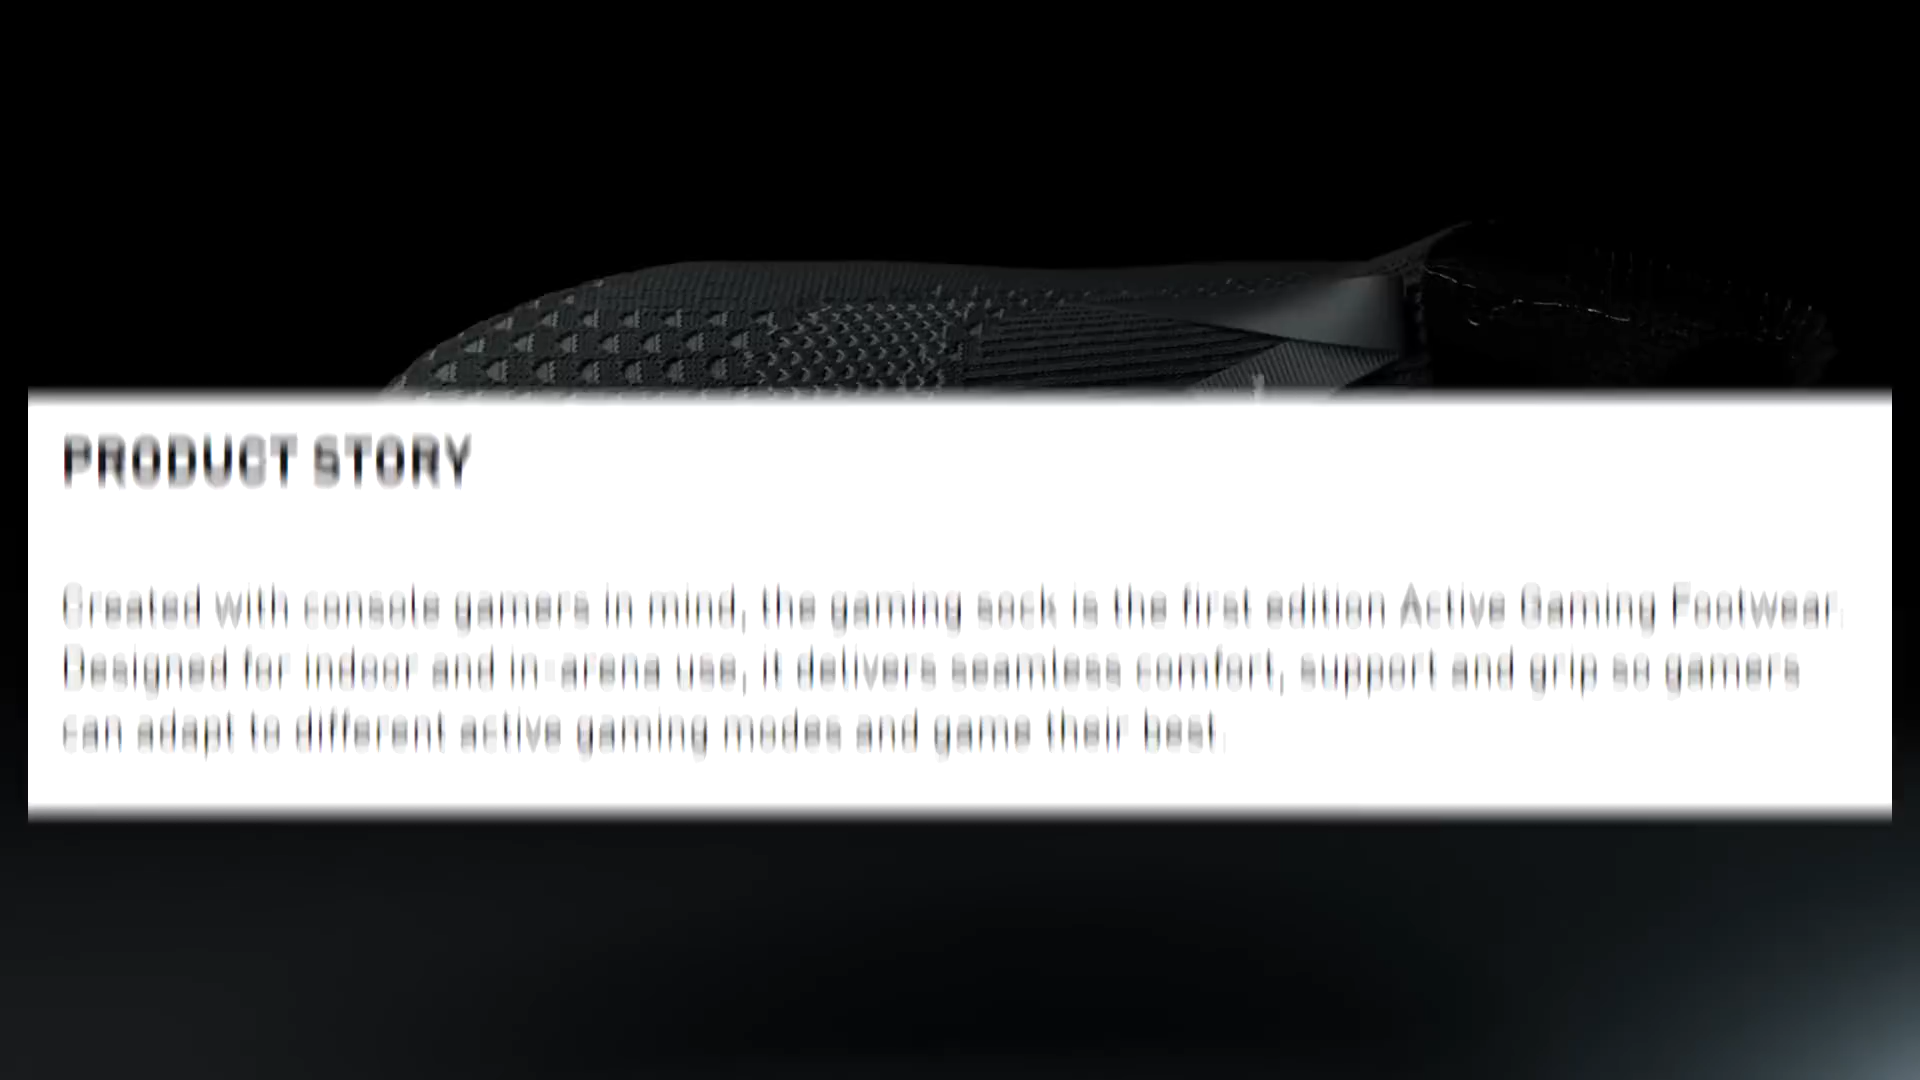 PRODUCT STORY
Created with console gamers in mind, the gaming sock is the first edition Active Gaming Footwear.
Designed for indoor and in-arena use, it delivers seamless comfort, support and grip so gamers
can adapt to different active gaming modes and game their best.